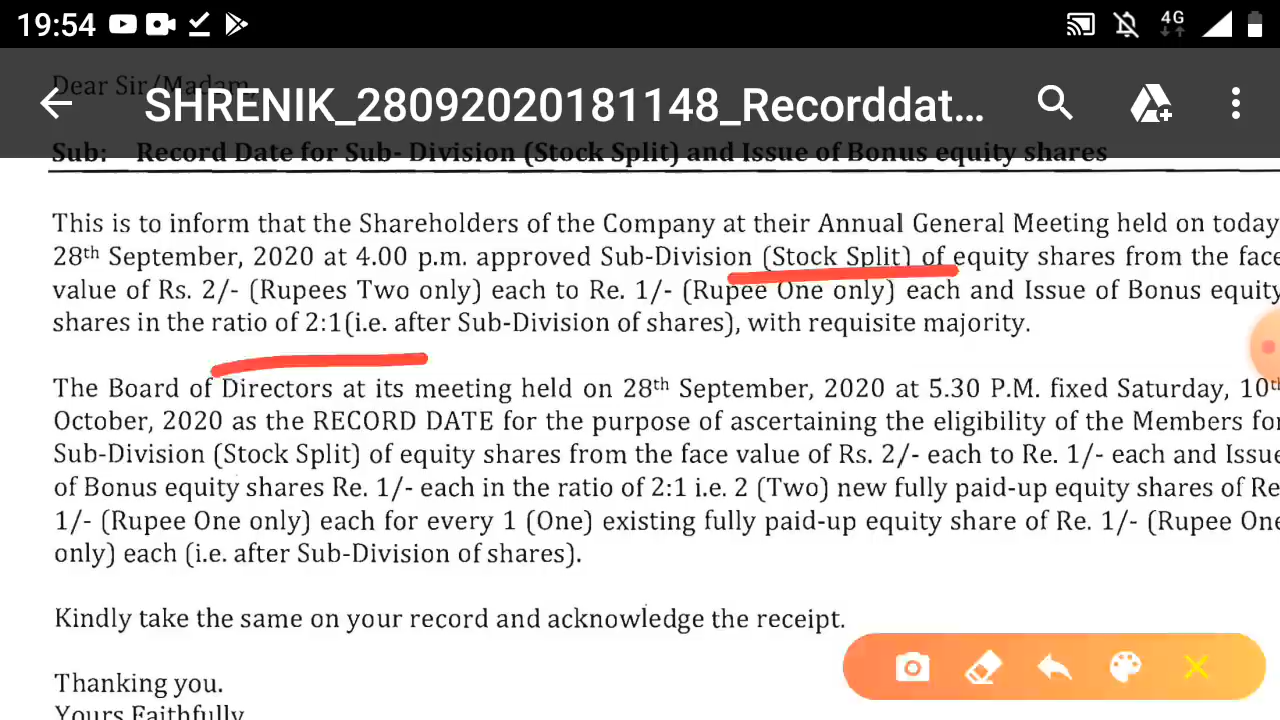 19:54
4G
Dear Sir/Madam,
SHRENIK_28092020181148_Recorddat...
Sub: Record Date for Sub- Division (Stock Split) and Issue of Bonus equity shares
This is to inform that the Shareholders of the Company at their Annual General Meeting held on today
28th September, 2020 at 4.00 p.m. approved Sub-Division (Stock Split) of equity shares from the face
value of Rs. 2/- (Rupees Two only) each to Re. 1/- (Rupee One only) each and Issue of Bonus equity
shares in the ratio of 2:1(i.e. after Sub-Division of shares), with requisite majority.
The Board of Directors at its meeting held on 28th September, 2020 at 5.30 P.M. fixed Saturday, 10th
October, 2020 as the RECORD DATE for the purpose of ascertaining the eligibility of the Members for
Sub-Division (Stock Split) of equity shares from the face value of Rs. 2/- each to Re. 1/- each and Issue
of Bonus equity shares Re. 1/- each in the ratio of 2:1 i.e. 2 (Two) new fully paid-up equity shares of Re
1/- (Rupee One only) each for every 1 (One) existing fully paid-up equity share of Re. 1/- (Rupee One
only) each (i.e. after Sub-Division of shares).
Kindly take the same on your record and acknowledge the receipt.
Thanking you.
Yours Faithfully